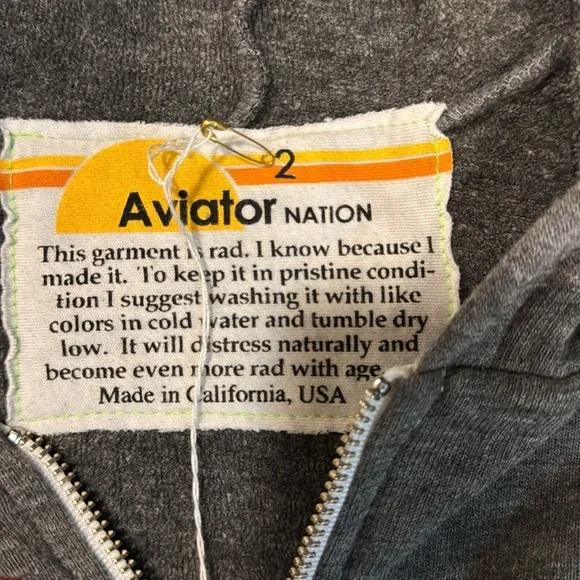 2
Aviator NATION
This garment is rad. I know because I
made it. To keep it in pristine condi-
tion I suggest washing it with like
colors in cold water and tumble dry
low. It will distress naturally and
become even more rad with age.
Made in California, USA